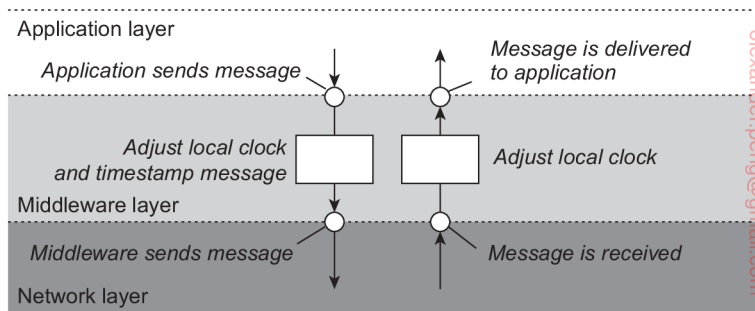 Application layer
Application sends message
Message is delivered
to application
Adjust local clock
and timestamp message
Adjust local clock
Middleware layer
Middleware sends message
Message is received
Network layer